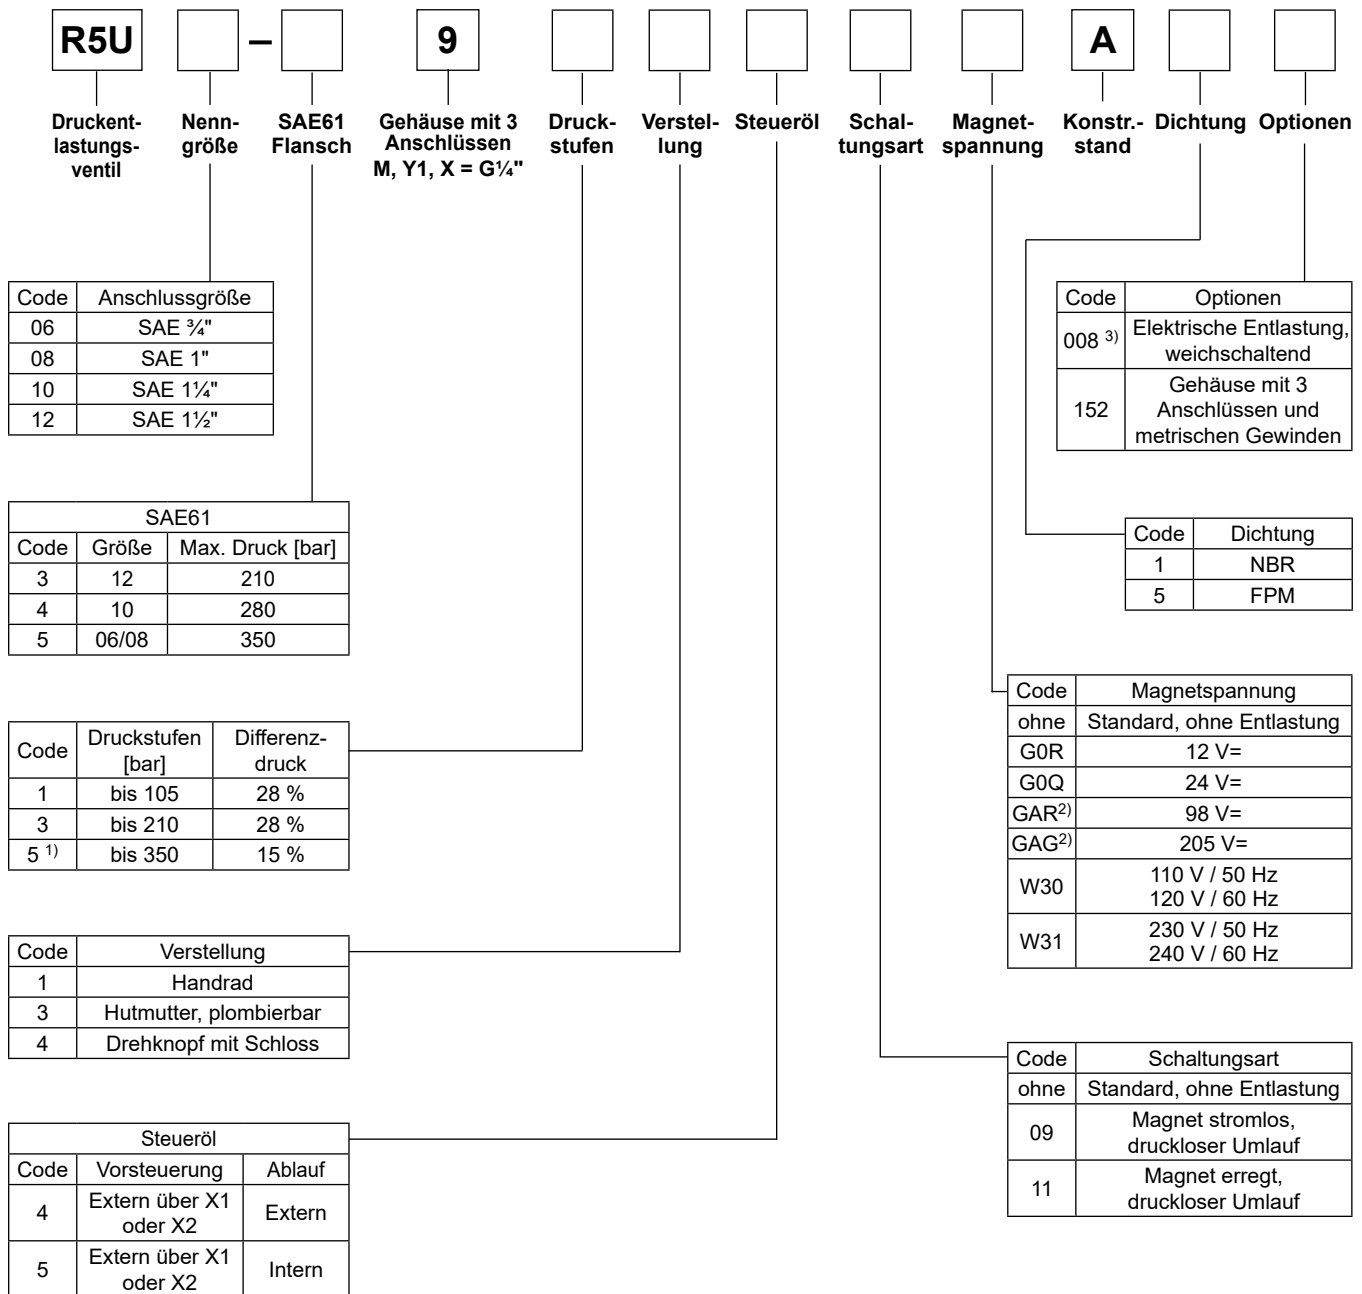 R5U – 9 A
Druckent-
lastungs-
ventil
Nenn-
größe
SAE61
Flansch
Gehäuse mit 3
Anschlüssen
M, Y1, X = G¼"
Druck-
stufen
Verstel-
lung
Steueröl
Schal-
tungsart
Magnet-
spannung
Konstr.-
stand
Dichtung
Optionen
Code Anschlussgröße
06 SAE ¾"
08 SAE 1"
10 SAE 1¼"
12 SAE 1½"
SAE61
Code Größe Max. Druck [bar]
3 12 210
4 10 280
5 06/08 350
Code Druckstufen [bar] Differenz-druck
1 bis 105 28 %
3 bis 210 28 %
5 1) bis 350 15 %
Code Verstellung
1 Handrad
3 Hutmutter, plombierbar
4 Drehknopf mit Schloss
Steueröl
Code Vorsteuerung Ablauf
4 Extern über X1 oder X2 Extern
5 Extern über X1 oder X2 Intern
Code Optionen
008 3) Elektrische Entlastung,
weichschaltend
152 Gehäuse mit 3
Anschlüssen und
metrischen Gewinden
Code Dichtung
1 NBR
5 FPM
Code Magnetspannung
ohne Standard, ohne Entlastung
G0R 12 V=
G0Q 24 V=
GAR2) 98 V=
GAG2) 205 V=
W30 110 V / 50 Hz
120 V / 60 Hz
W31 230 V / 50 Hz
240 V / 60 Hz
Code Schaltungsart
ohne Standard, ohne Entlastung
09 Magnet stromlos,
druckloser Umlauf
11 Magnet erregt,
druckloser Umlauf